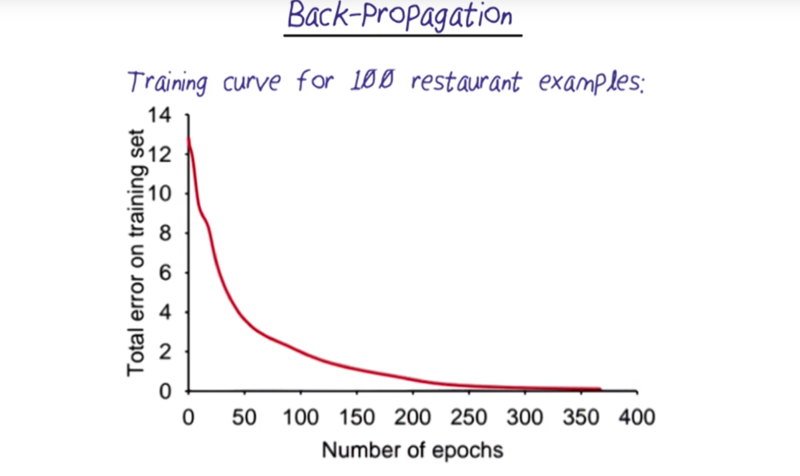 Back-Propagation
Training curve for 100 restaurant examples:
Total error on training set
14
12
10
8
6
4
2
0
0 50 100 150 200 250 300 350 400
Number of epochs